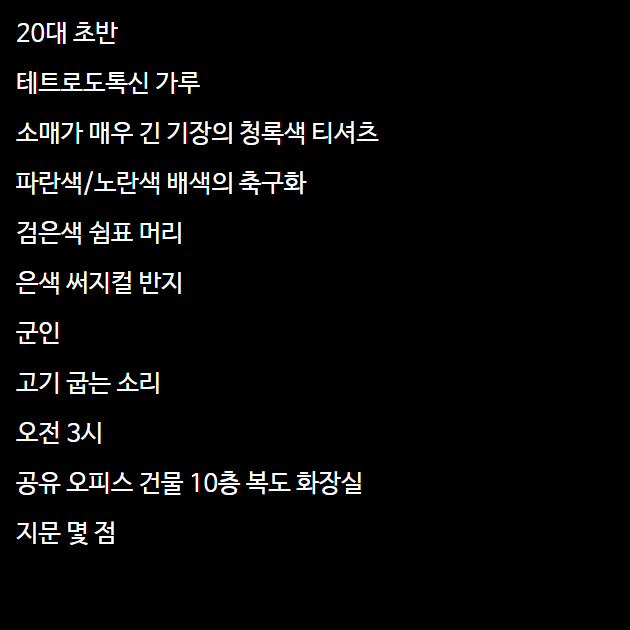 20대 초반
테트로도톡신 가루
소매가 매우 긴 기장의 청록색 티셔츠
파란색/노란색 배색의 축구화
검은색 쉼표 머리
은색 써지컬 반지
군인
고기 굽는 소리
오전 3시
공유 오피스 건물 10층 복도 화장실
지문 몇 점